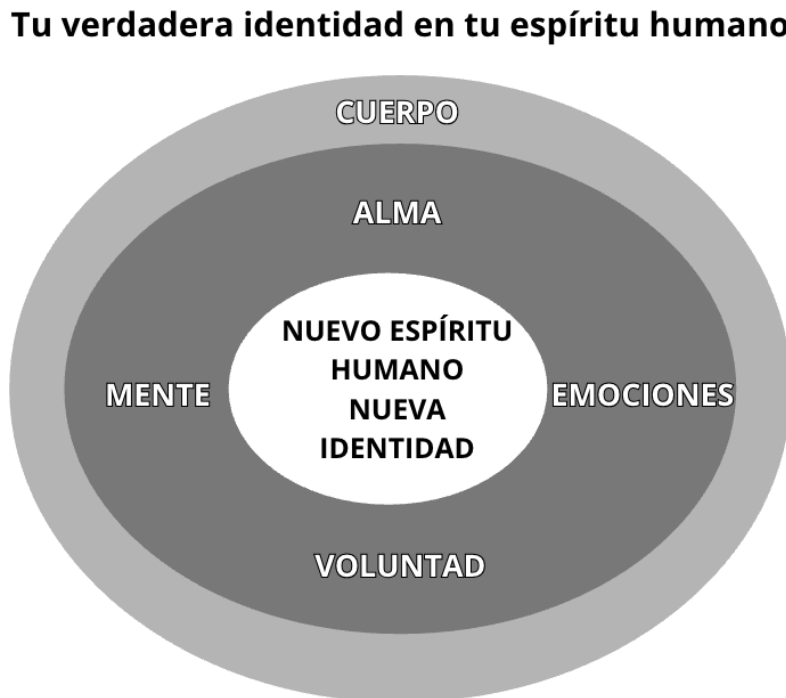 Tu verdadera identidad en tu espíritu humano
CUERPO
ALMA
NUEVO ESPÍRITU
HUMANO
NUEVA
IDENTIDAD
MENTE
EMOCIONES
VOLUNTAD